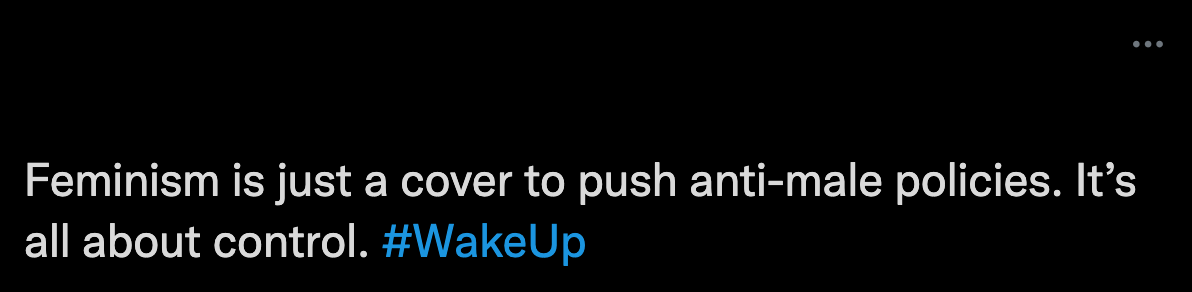 Feminism is just a cover to push anti-male policies. It’s
all about control. #WakeUp